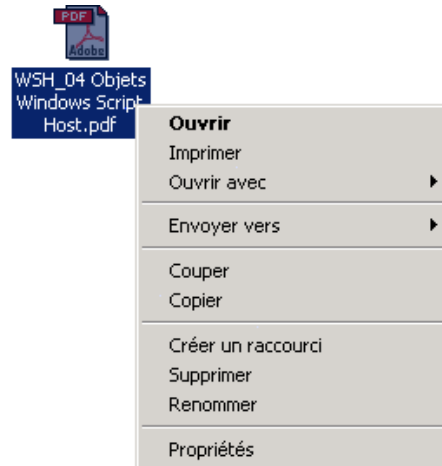 PDF
Adobe
WSH_04 Objets
Windows Script
Host.pdf
Ouvrir
Imprimer
Ouvrir avec
Envoyer vers
Couper
Copier
Créer un raccourci
Supprimer
Renommer
Propriétés